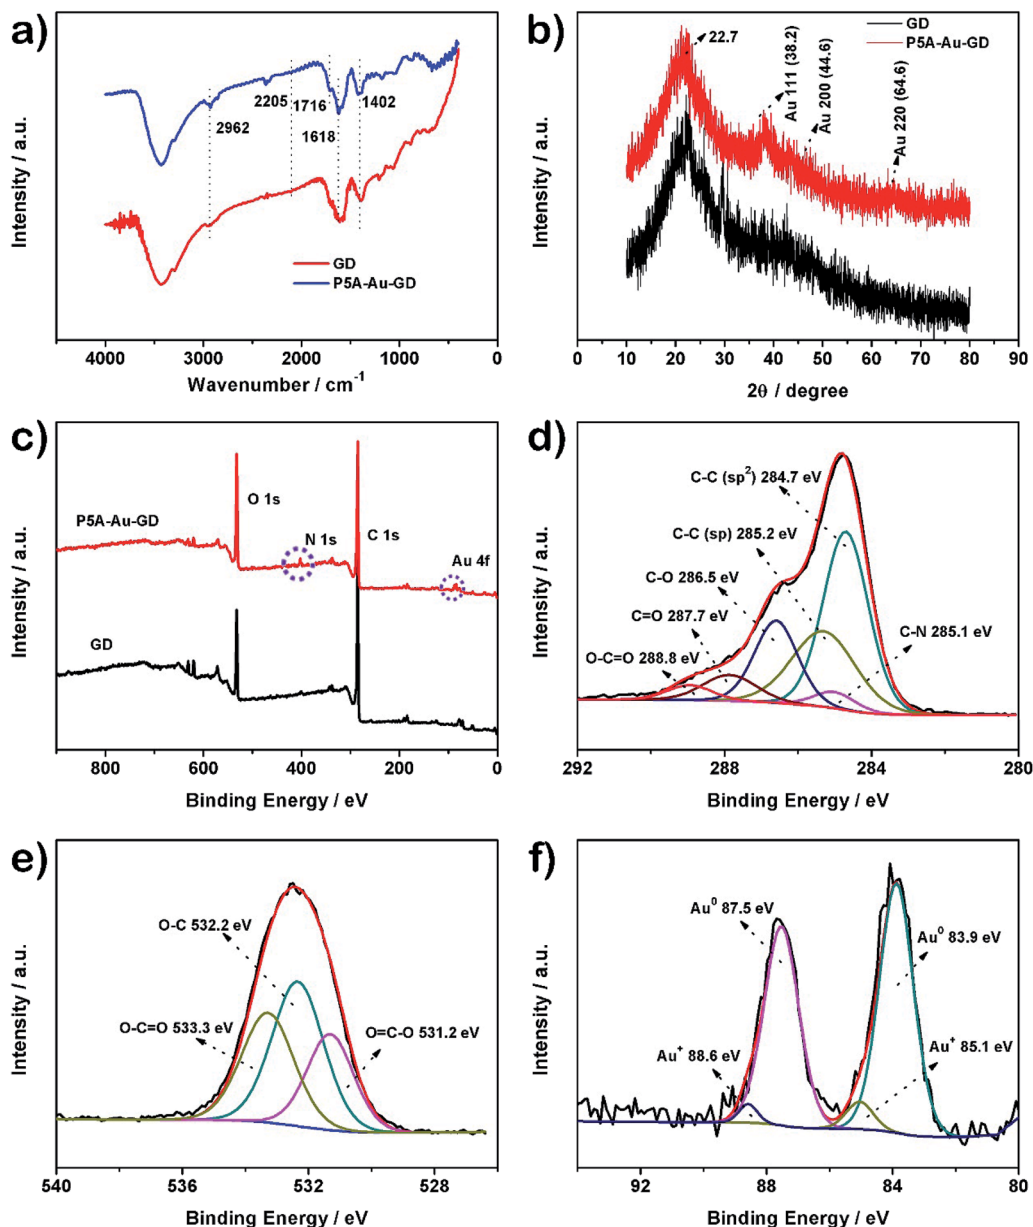 a)
2205
1716
1402
2962
1618
GD
P5A-Au-GD
Intensity / a.u.
4000
3000
2000
1000
0
Wavenumber / cm⁻¹
b)
GD
P5A-Au-GD
22.7
Au 111 (38.2)
Au 200 (44.6)
Au 220 (64.6)
Intensity / a.u.
0
10
20
30
40
50
60
70
80
90
2θ / degree
c)
O 1s
P5A-Au-GD
N 1s
C 1s
Au 4f
GD
Intensity / a.u.
800
600
400
200
0
Binding Energy / eV
d)
C-C (sp²) 284.7 eV
C-C (sp) 285.2 eV
C-O 286.5 eV
C=O 287.7 eV
C-N 285.1 eV
O-C=O 288.8 eV
Intensity / a.u.
292
288
284
280
Binding Energy / eV
e)
O-C 532.2 eV
O-C=O 533.3 eV
O=C-O 531.2 eV
Intensity / a.u.
540
536
532
528
Binding Energy / eV
f)
Au⁰ 87.5 eV
Au⁰ 83.9 eV
Au⁺ 88.6 eV
Au⁺ 85.1 eV
Intensity / a.u.
92
88
84
80
Binding Energy / eV